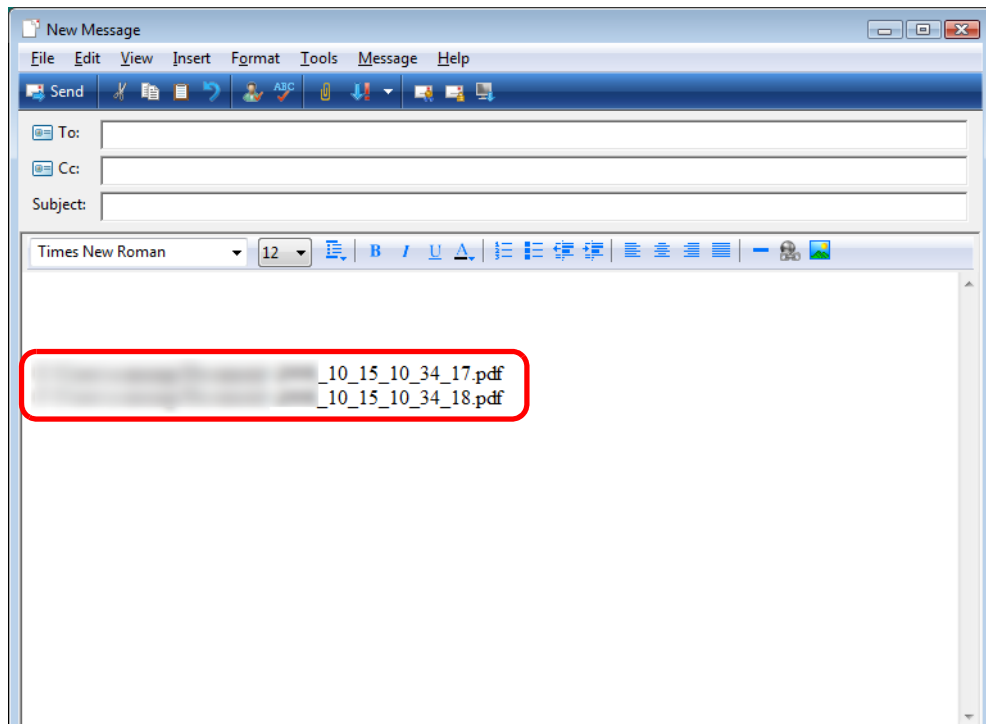 New Message
File Edit View Insert Format Tools Message Help
Send ABC
To:
Cc:
Subject:
Times New Roman 12 B I U A
_10_15_10_34_17.pdf
_10_15_10_34_18.pdf